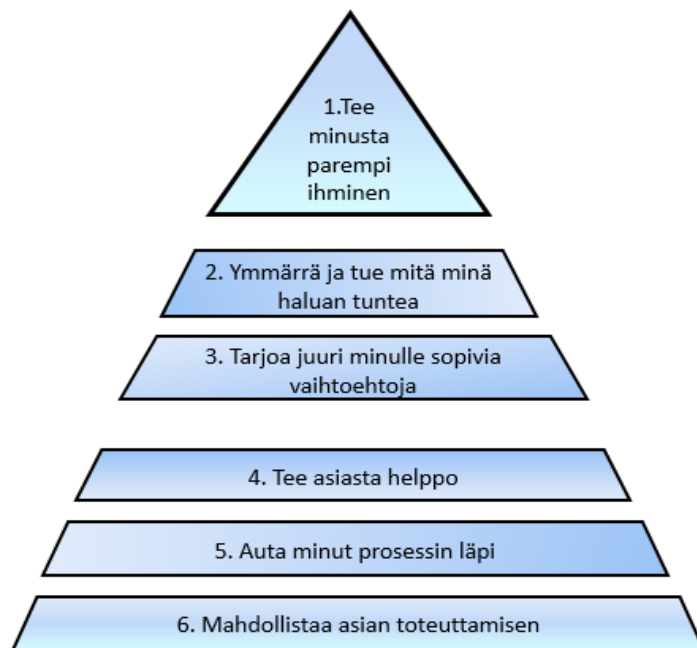 1.Tee
minusta
parempi
ihminen
2. Ymmärrä ja tue mitä minä
haluan tuntea
3. Tarjoa juuri minulle sopivia
vaihtoehtoja
4. Tee asiasta helppo
5. Auta minut prosessin läpi
6. Mahdollistaa asian toteuttamisen